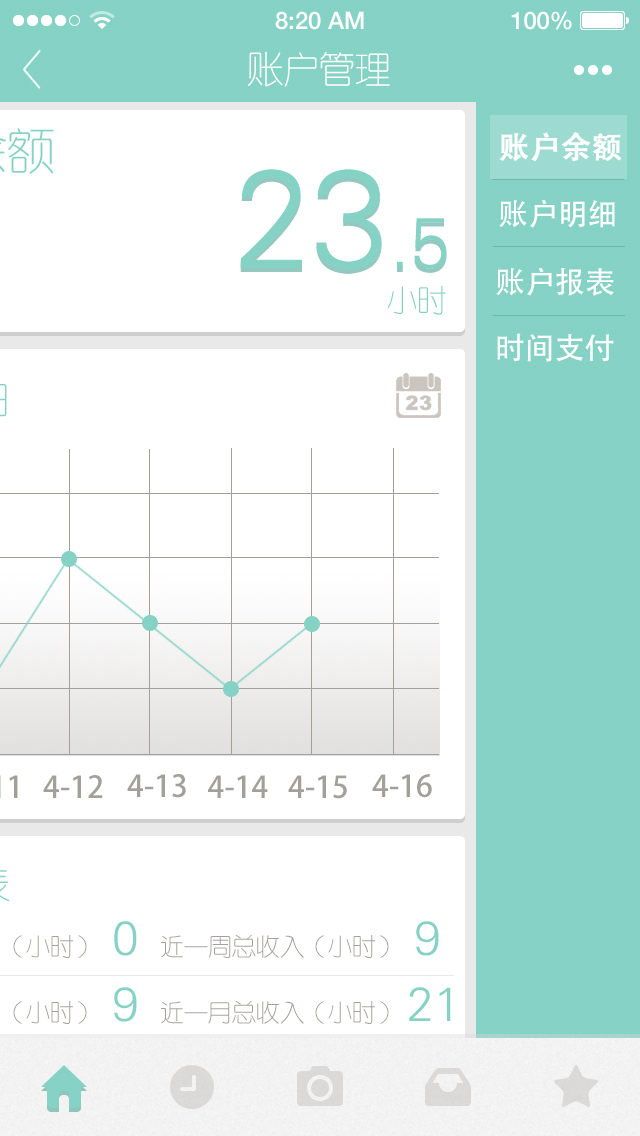 8:20 AM 100%
账户管理
余额
23.5
小时
账户余额
账户明细
账户报表
时间支付
23
11 4-12 4-13 4-14 4-15 4-16
表
（小时） 0 近一周总收入（小时） 9
（小时） 9 近一月总收入（小时） 21